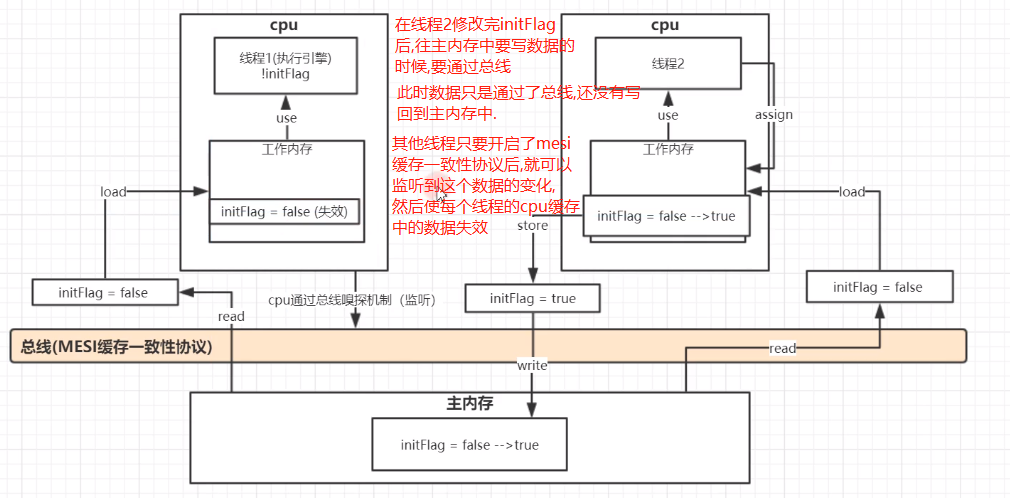 cpu
线程1(执行引擎)
!initFlag
use
工作内存
load
initFlag = false (失效)
initFlag = false
read
cpu通过总线嗅探机制（监听）
在线程2修改完initFlag
后,往主内存中要写数据的
时候,要通过总线
此时数据只是通过了总线,还没有写
回到主内存中.
其他线程只要开启了mesi
缓存一致性协议后,就可以
监听到这个数据的变化,
然后使每个线程的cpu缓存
中的数据失效
cpu
线程2
use
assign
工作内存
load
initFlag = false -->true
store
initFlag = true
initFlag = false
总线(MESI缓存一致性协议)
read
write
主内存
initFlag = false -->true